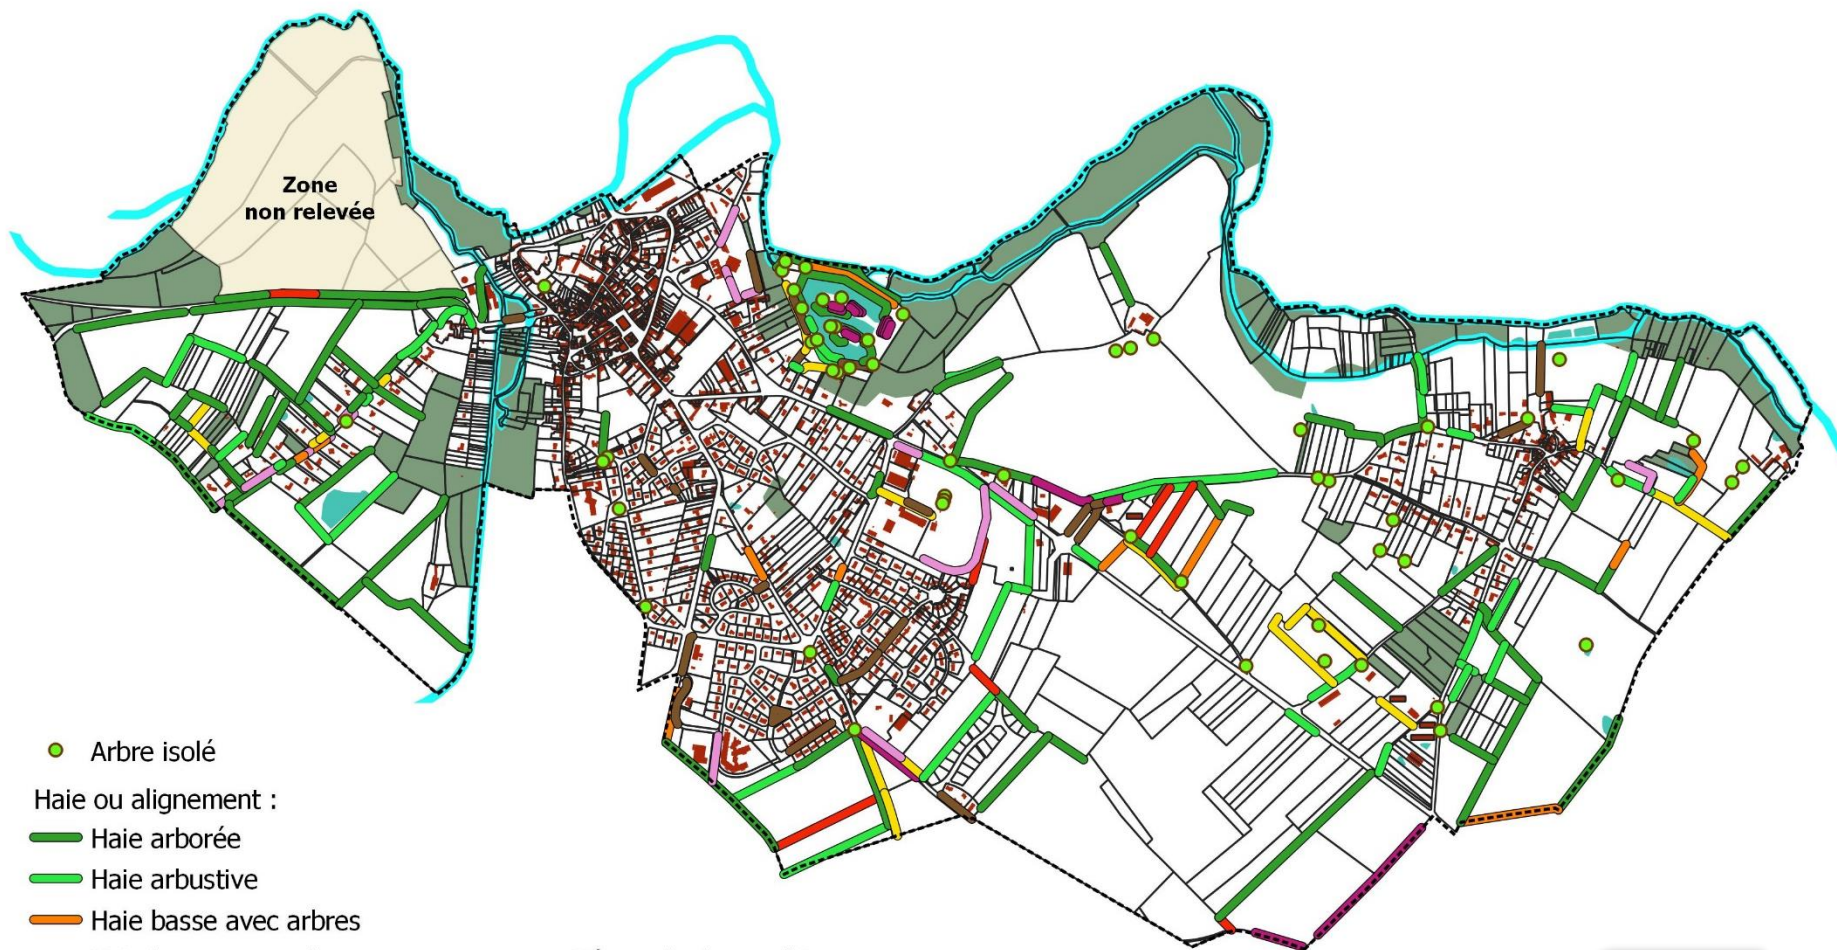 Zone
non relevée
Arbre isolé
Haie ou alignement :
Haie arborée
Haie arbustive
Haie basse avec arbres